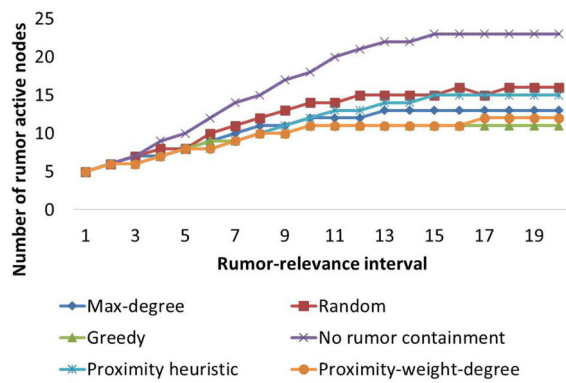 25
20
15
10
5
0
Number of rumor active nodes
1 3 5 7 9 11 13 15 17 19
Rumor-relevance interval
Max-degree Random
Greedy No rumor containment
Proximity heuristic Proximity-weight-degree